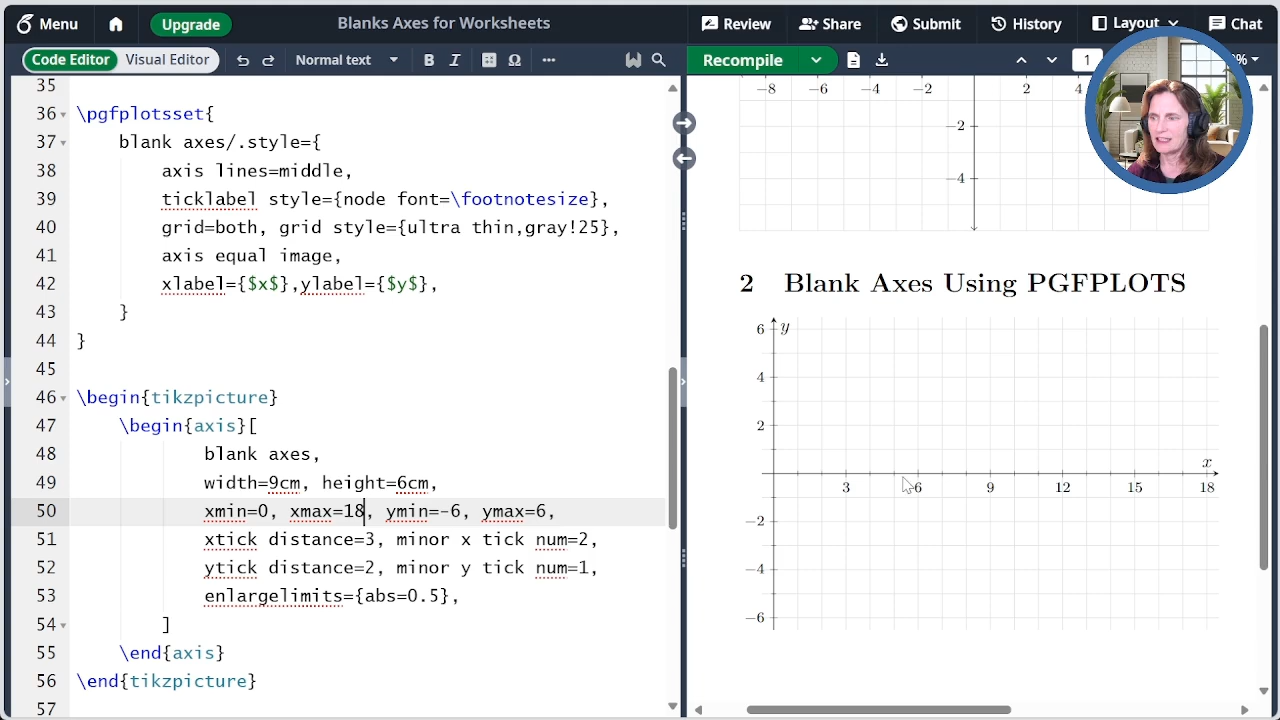 Menu
Upgrade
Blanks Axes for Worksheets
Review
Share
Submit
History
Layout
Chat
Code Editor
Visual Editor
Normal text
B
I
Ω
Recompile
1
%
35
36 \pgfplotsset{
37 blank axes/.style={
38 axis lines=middle,
39 ticklabel style={node font=\footnotesize},
40 grid=both, grid style={ultra thin,gray!25},
41 axis equal image,
42 xlabel={$x$},ylabel={$y$},
43 }
44 }
45
46 \begin{tikzpicture}
47 \begin{axis}[
48 blank axes,
49 width=9cm, height=6cm,
50 xmin=0, xmax=18, ymin=-6, ymax=6,
51 xtick distance=3, minor x tick num=2,
52 ytick distance=2, minor y tick num=1,
53 enlargelimits={abs=0.5},
54 ]
55 \end{axis}
56 \end{tikzpicture}
57
−8 −6 −4 −2 2 4
−2
−4
2 Blank Axes Using PGFPLOTS
6 y
4
2
x
3 6 9 12 15 18
−2
−4
−6